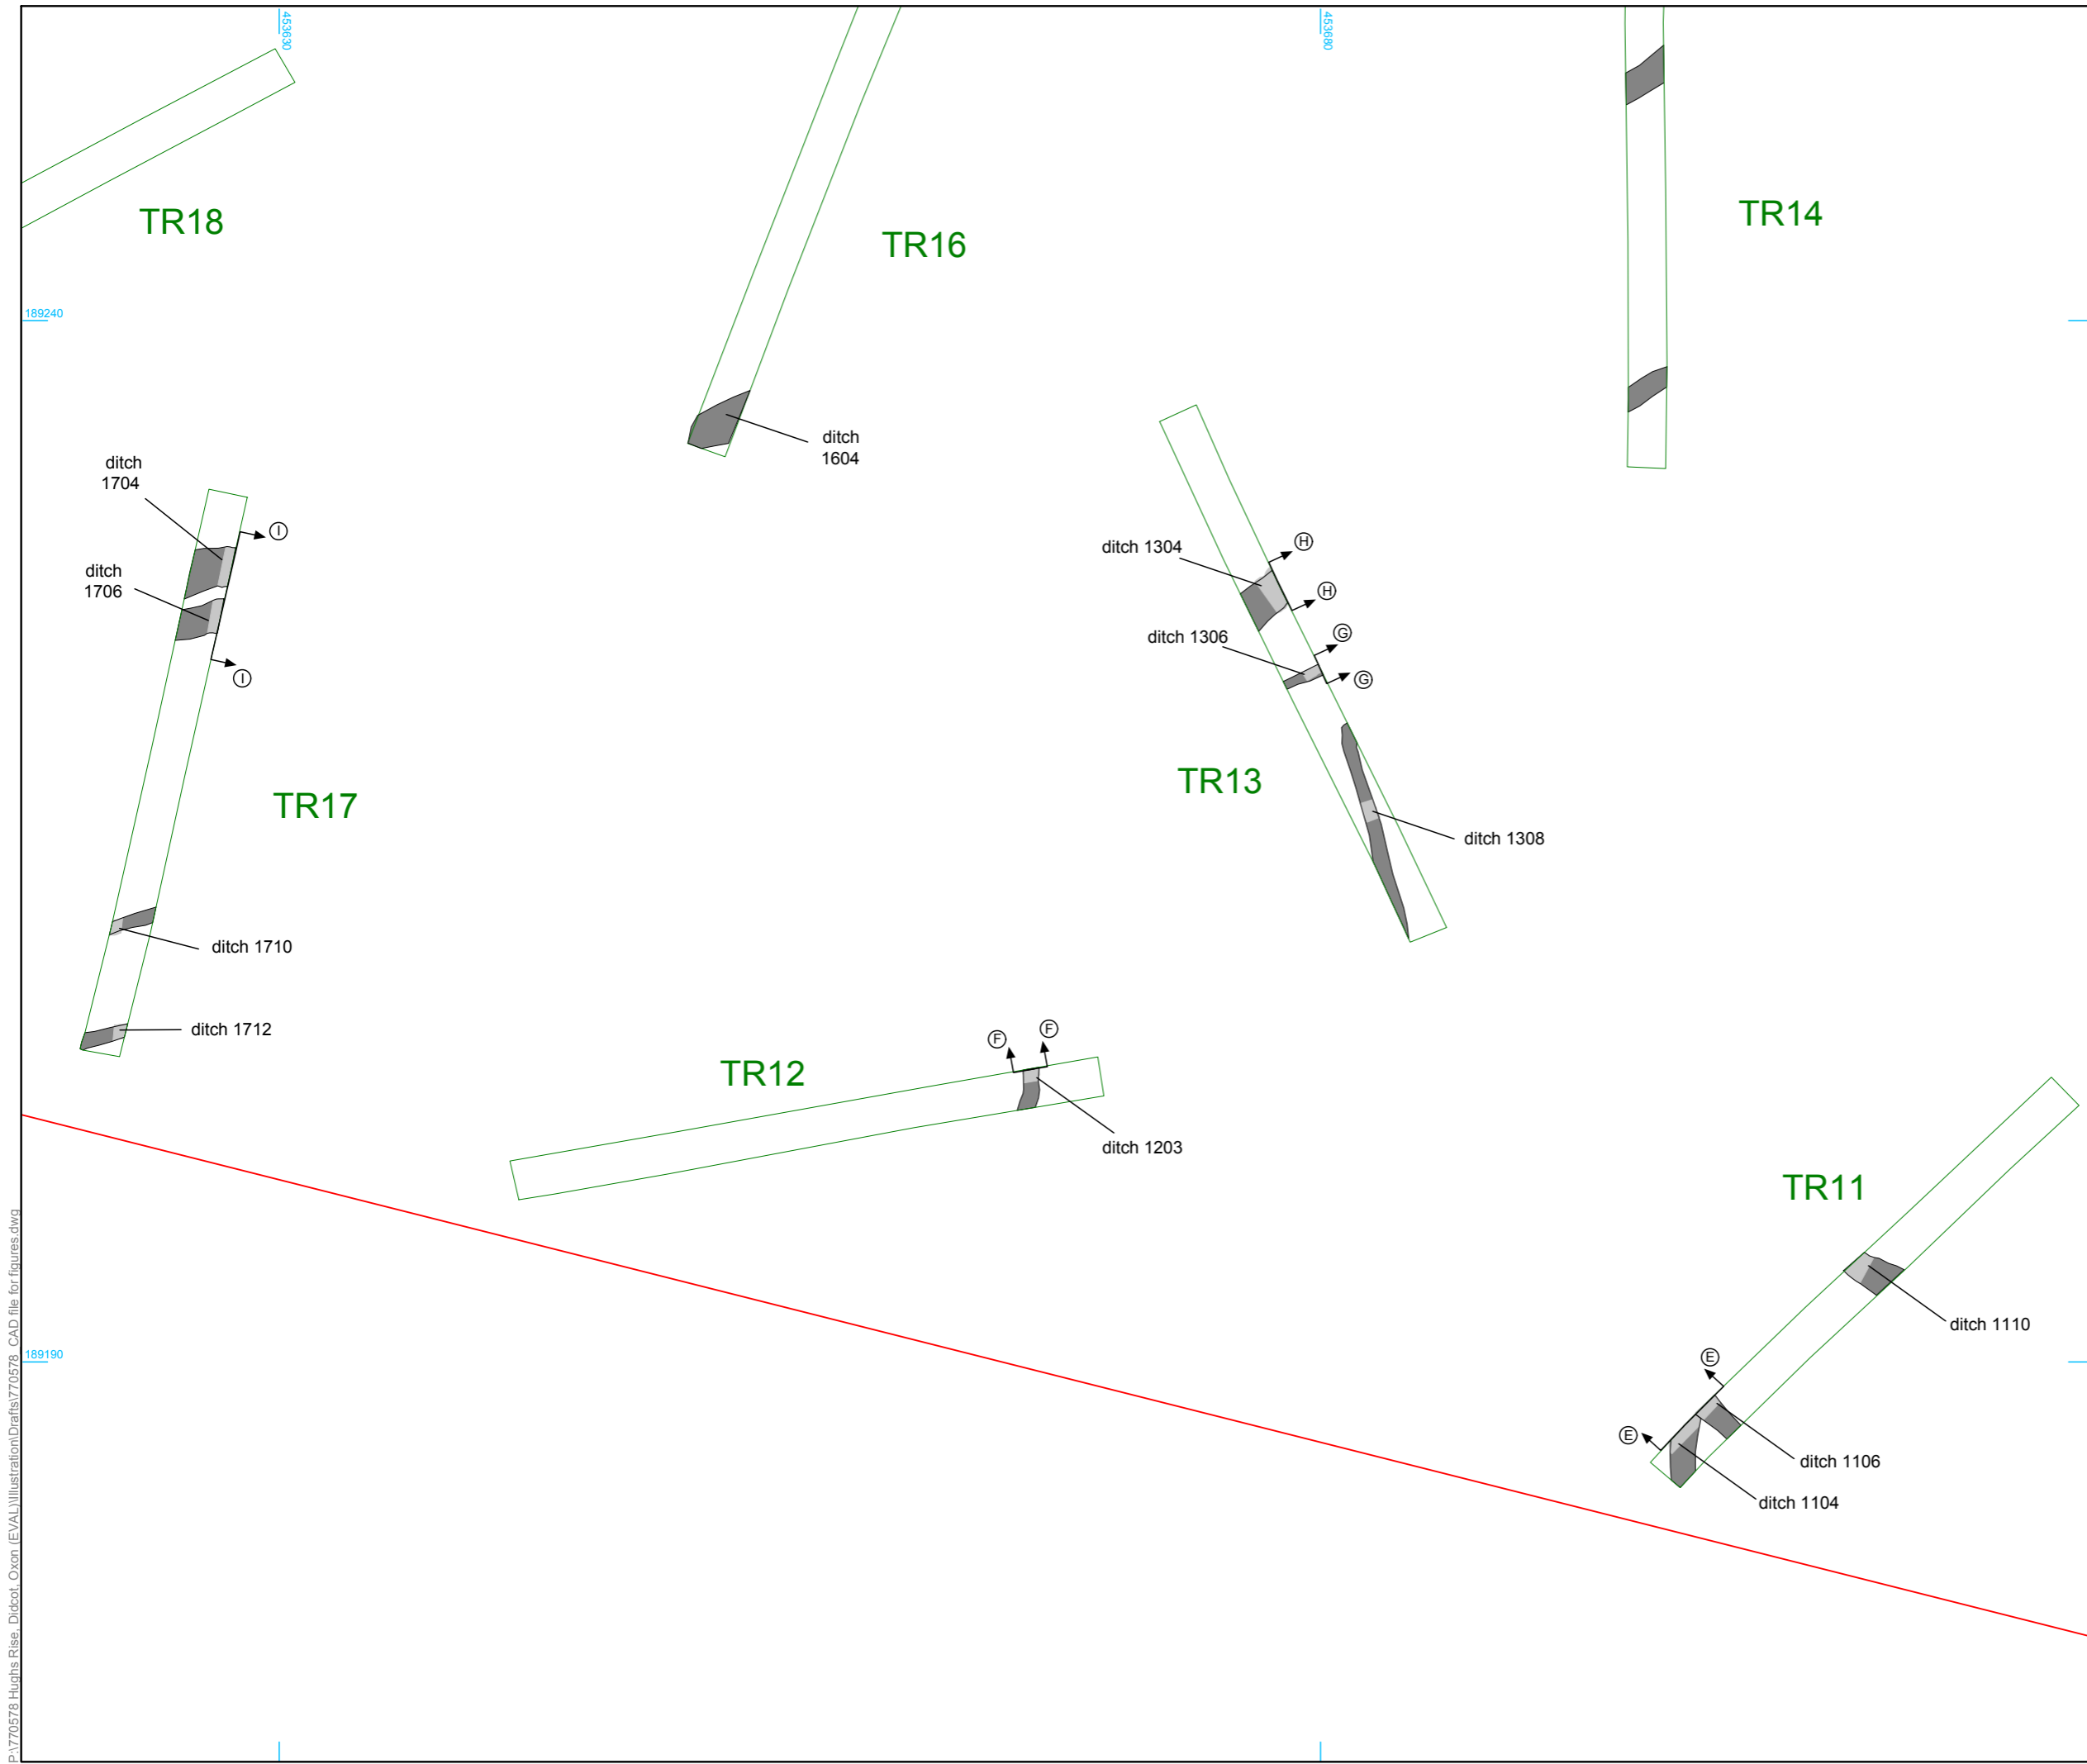 453630
453680
TR18
TR16
TR14
189240
ditch
1604
ditch
1704
I
ditch 1304
H
ditch
1706
H
ditch 1306
G
I
G
TR13
TR17
ditch 1308
ditch 1710
ditch 1712
F
F
TR12
ditch 1203
TR11
ditch 1110
189190
E
E
ditch 1106
ditch 1104
P:\770578 Hughs Rise, Didcot, Oxon (EVAL)\Illustration\Drafts\770578_CAD file for figures.dwg